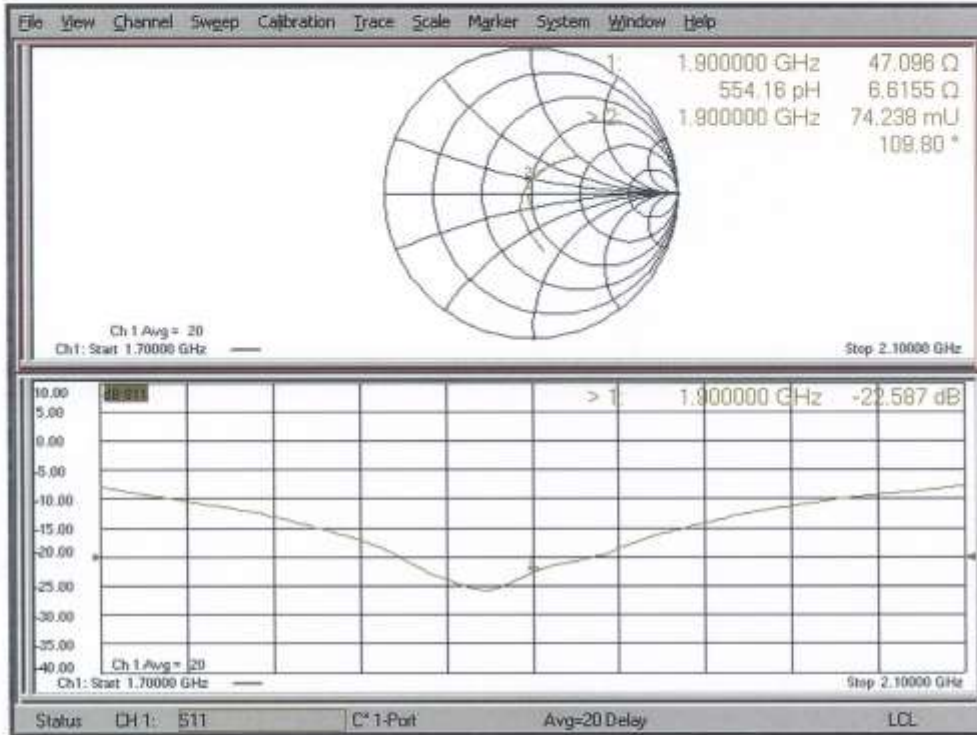 File View Channel Sweep Calibration Trace Scale Marker System Window Help
1: 1.900000 GHz 47.096 Ω
554.16 pH 6.6155 Ω
> 2: 1.900000 GHz 74.238 mU
109.80 °
2
Ch 1 Avg = 20
Ch1: Start 1.70000 GHz Stop 2.10000 GHz
10.00 dB S11 > 1: 1.900000 GHz -22.587 dB
5.00
0.00
-5.00
-10.00
-15.00
-20.00
-25.00
-30.00
-35.00
-40.00
Ch 1 Avg = 20
Ch1: Start 1.70000 GHz Stop 2.10000 GHz
Status CH 1: S11 C* 1-Port Avg=20 Delay LCL